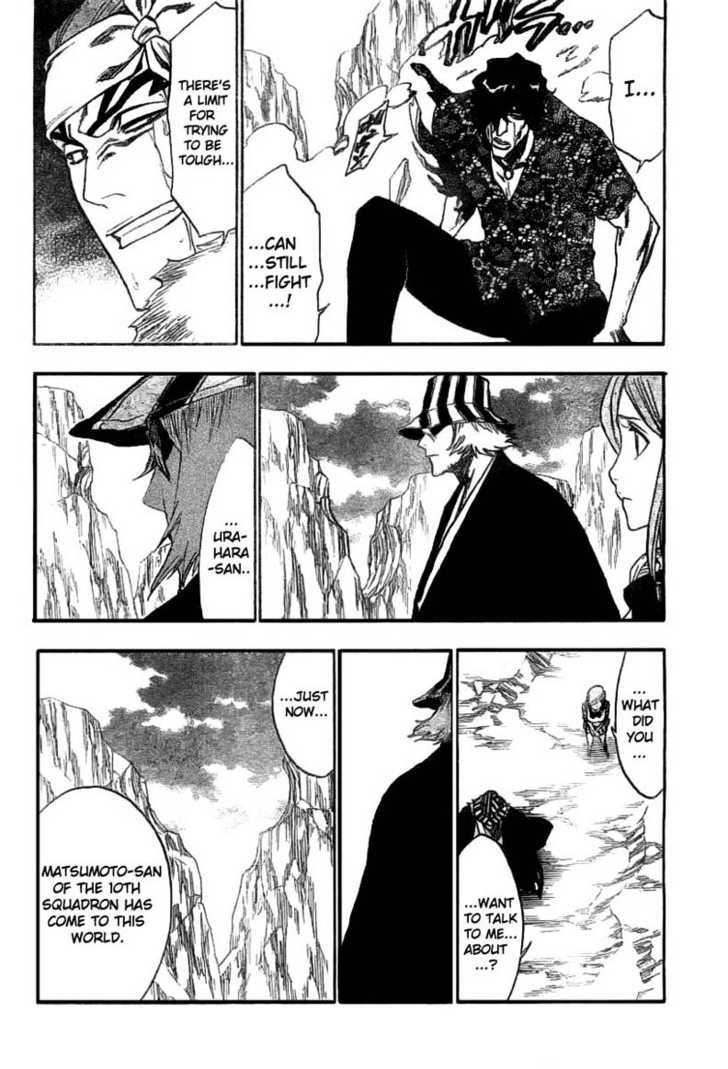 I...
...CAN
...STILL
...FIGHT
...!
THERE'S
A LIMIT
FOR
TRYING
TO BE
TOUGH...
...
URA-
HARA
-SAN..
...
WHAT
DID
YOU
...
...WANT
TO TALK
TO ME...
ABOUT
...?
...JUST
NOW...
MATSUMOTO-SAN
OF THE 10TH
SQUADRON HAS
COME TO THIS
WORLD.